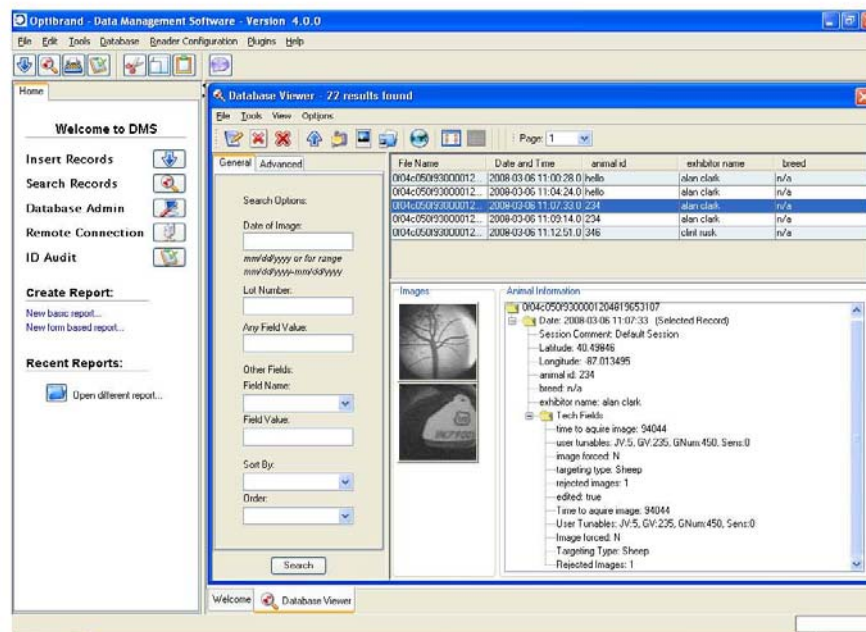 Optibrand - Data Management Software - Version 4.0.0
File Edit Tools Database Reader Configuration Plugins Help
Home
Welcome to DMS
Insert Records
Search Records
Database Admin
Remote Connection
ID Audit
Create Report:
New basic report...
New form based report...
Recent Reports:
Open different report...
Database Viewer - 22 results found
File Tools View Options
Page: 1
General Advanced
Search Options:
Date of Image:
mm/dd/yyyy or for range
mm/dd/yyyy-mm/dd/yyyy
Lot Number:
Any Field Value:
Other Fields:
Field Name:
Field Value:
Sort By:
Order:
Search
File Name Date and Time animal id exhibitor name breed
0f04c050f93000012... 2008-03-06 11:00:28.0 hello alan clark n/a
0f04c050f93000012... 2008-03-06 11:04:24.0 hello alan clark n/a
0f04c050f93000012... 2008-03-06 11:07:33.0 234 alan clark n/a
0f04c050f93000012... 2008-03-06 11:09:14.0 234 alan clark n/a
0f04c050f93000012... 2008-03-06 11:12:51.0 346 clint rusk n/a
Images
Animal Information
0f04c050f9300001204819653107
Date: 2008-03-06 11:07:33 (Selected Record)
Session Comment: Default Session
Latitude: 40.49846
Longitude: -87.013495
animal id: 234
breed: n/a
exhibitor name: alan clark
Tech Fields
time to aquire image: 94044
user tunables: JV:5, GV:235, GNum:450, Sens:0
image forced: N
targeting type: Sheep
rejected images: 1
edited: true
Time to aquire image: 94044
User Tunables: JV:5, GV:235, GNum:450, Sens:0
Image forced: N
Targeting Type: Sheep
Rejected Images: 1
Welcome Database Viewer